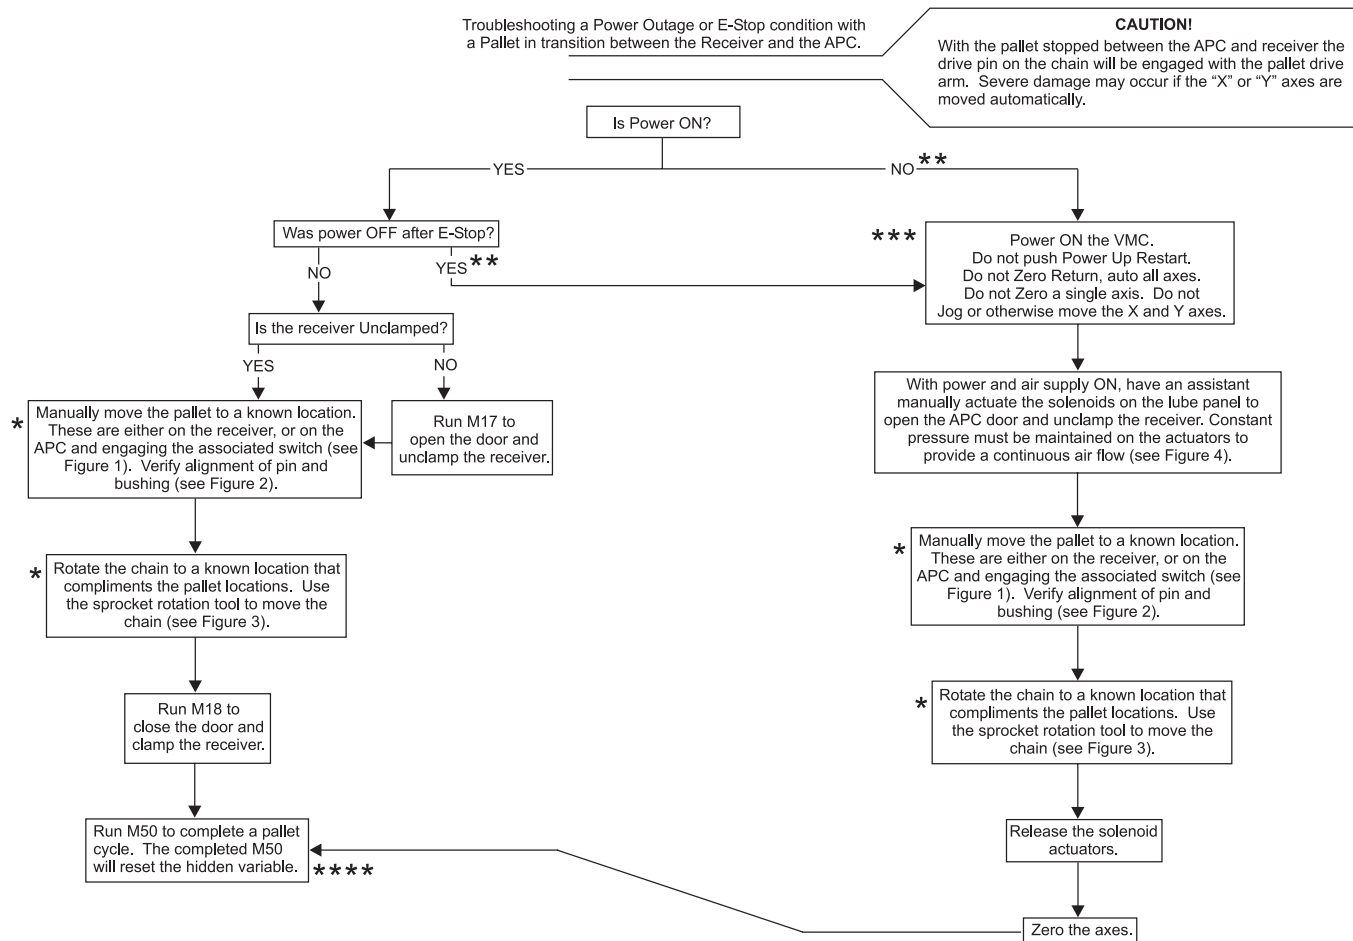 Troubleshooting a Power Outage or E-Stop condition with
a Pallet in transition between the Receiver and the APC.
CAUTION!
With the pallet stopped between the APC and receiver the
drive pin on the chain will be engaged with the pallet drive
arm. Severe damage may occur if the “X” or “Y” axes are
moved automatically.
Is Power ON?
YES
NO **
Was power OFF after E-Stop?
NO
YES **
***
Power ON the VMC.
Do not push Power Up Restart.
Do not Zero Return, auto all axes.
Do not Zero a single axis. Do not
Jog or otherwise move the X and Y axes.
Is the receiver Unclamped?
YES
NO
*
Manually move the pallet to a known location.
These are either on the receiver, or on the
APC and engaging the associated switch (see
Figure 1). Verify alignment of pin and
bushing (see Figure 2).
Run M17 to
open the door and
unclamp the receiver.
With power and air supply ON, have an assistant
manually actuate the solenoids on the lube panel to
open the APC door and unclamp the receiver. Constant
pressure must be maintained on the actuators to
provide a continuous air flow (see Figure 4).
*
Rotate the chain to a known location that
compliments the pallet locations. Use
the sprocket rotation tool to move the
chain (see Figure 3).
*
Manually move the pallet to a known location.
These are either on the receiver, or on the
APC and engaging the associated switch (see
Figure 1). Verify alignment of pin and
bushing (see Figure 2).
Run M18 to
close the door and
clamp the receiver.
*
Rotate the chain to a known location that
compliments the pallet locations. Use
the sprocket rotation tool to move the
chain (see Figure 3).
Run M50 to complete a pallet
cycle. The completed M50
will reset the hidden variable.
****
Release the solenoid
actuators.
Zero the axes.